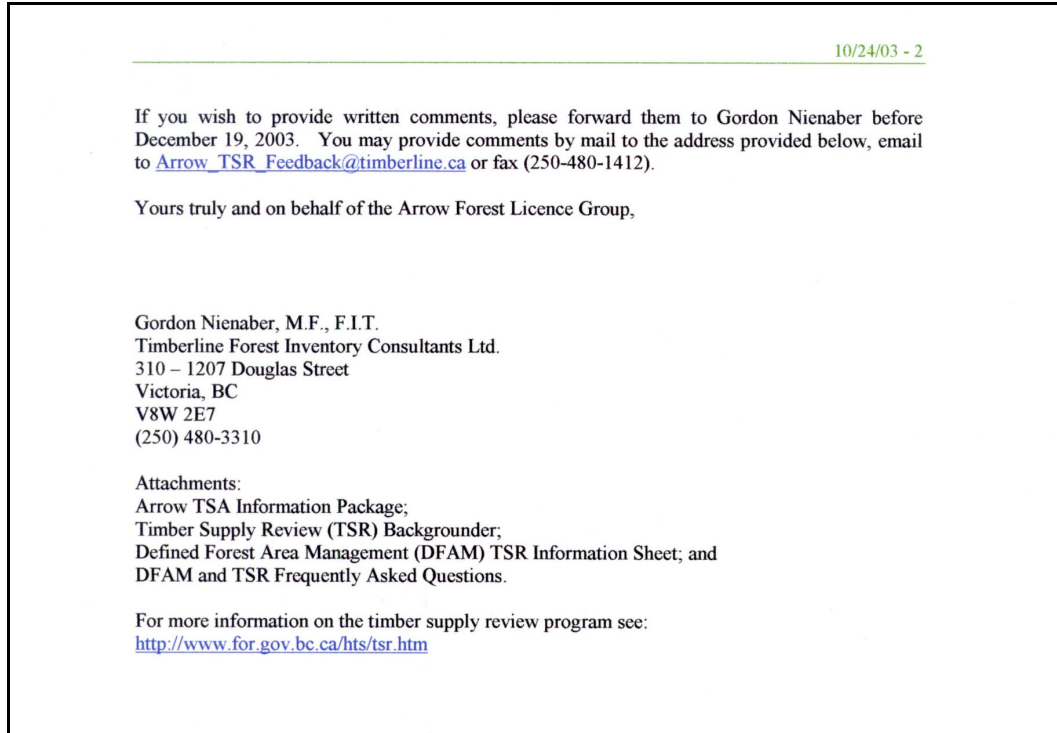 10/24/03 - 2
If you wish to provide written comments, please forward them to Gordon Nienaber before
December 19, 2003. You may provide comments by mail to the address provided below, email
to Arrow_TSR_Feedback@timberline.ca or fax (250-480-1412).
Yours truly and on behalf of the Arrow Forest Licence Group,
Gordon Nienaber, M.F., F.I.T.
Timberline Forest Inventory Consultants Ltd.
310 – 1207 Douglas Street
Victoria, BC
V8W 2E7
(250) 480-3310
Attachments:
Arrow TSA Information Package;
Timber Supply Review (TSR) Backgrounder;
Defined Forest Area Management (DFAM) TSR Information Sheet; and
DFAM and TSR Frequently Asked Questions.
For more information on the timber supply review program see:
http://www.for.gov.bc.ca/hts/tsr.htm